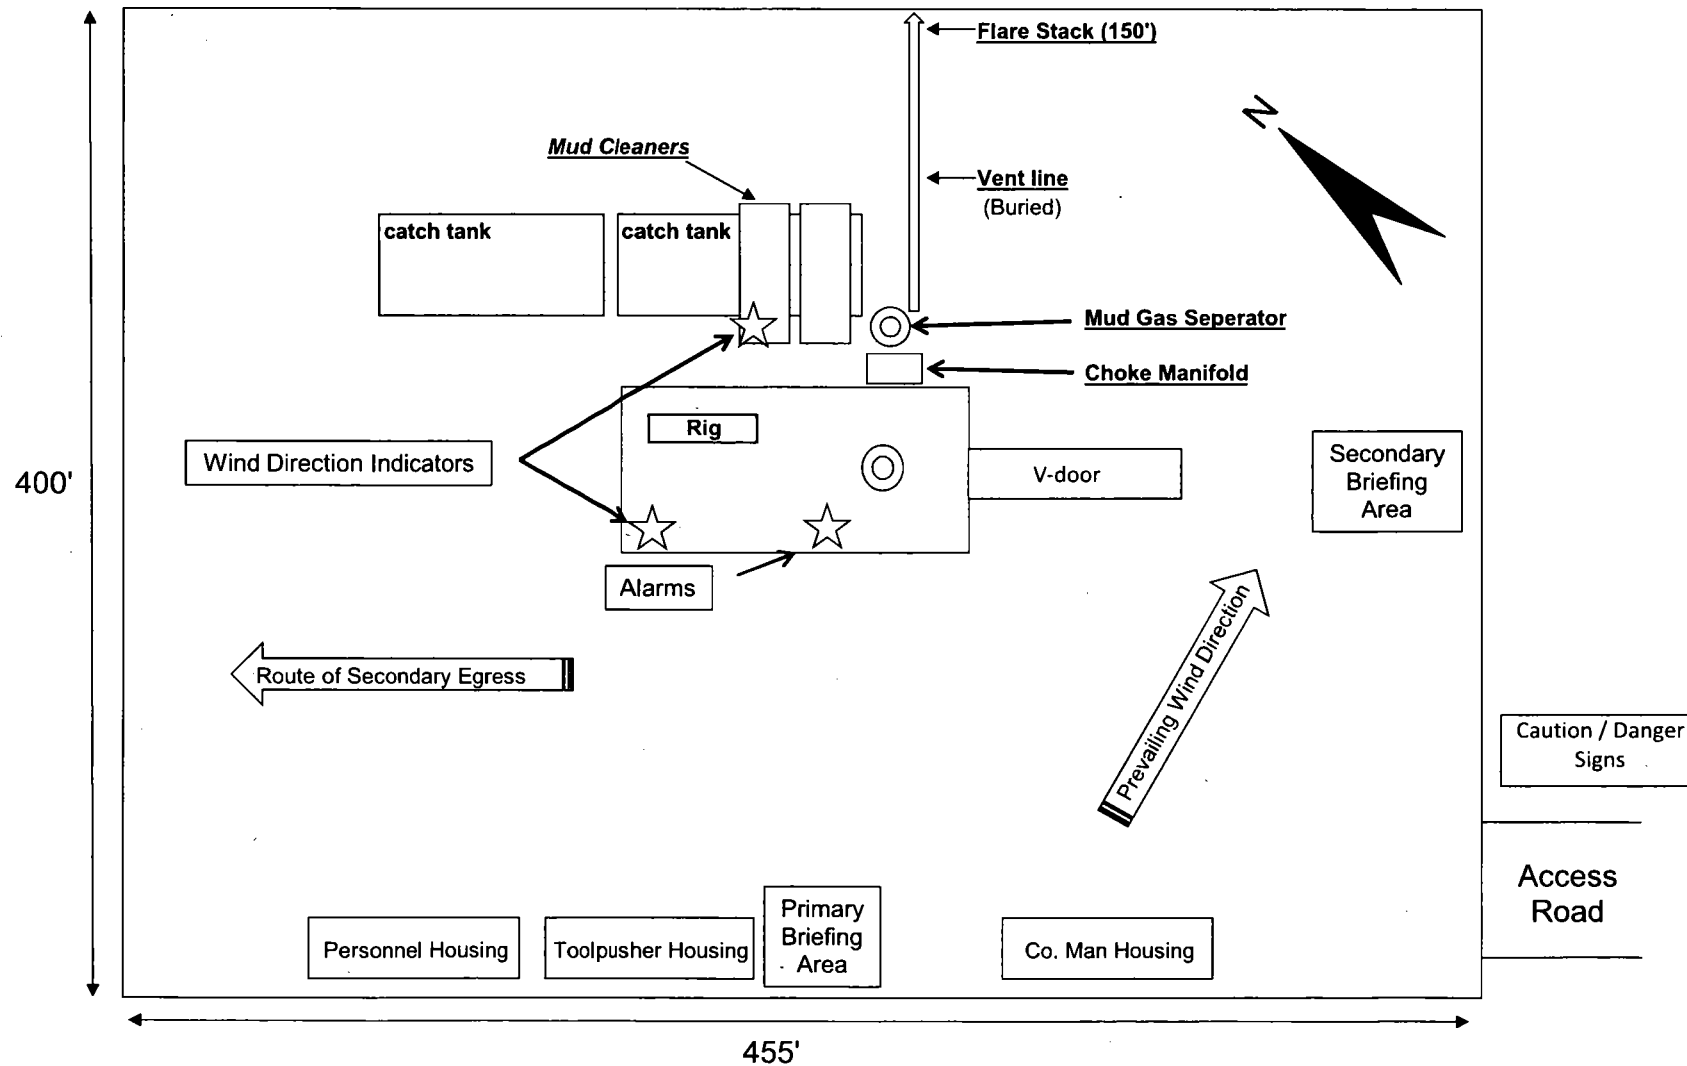 Flare Stack (150')
N
Mud Cleaners
Vent line
(Buried)
catch tank
catch tank
Mud Gas Seperator
Choke Manifold
Rig
Wind Direction Indicators
V-door
Secondary
Briefing
Area
400'
Alarms
Prevailing Wind Direction
Route of Secondary Egress
Caution / Danger
Signs
Access
Road
Primary
Briefing
Area
Personnel Housing
Toolpusher Housing
Co. Man Housing
455'